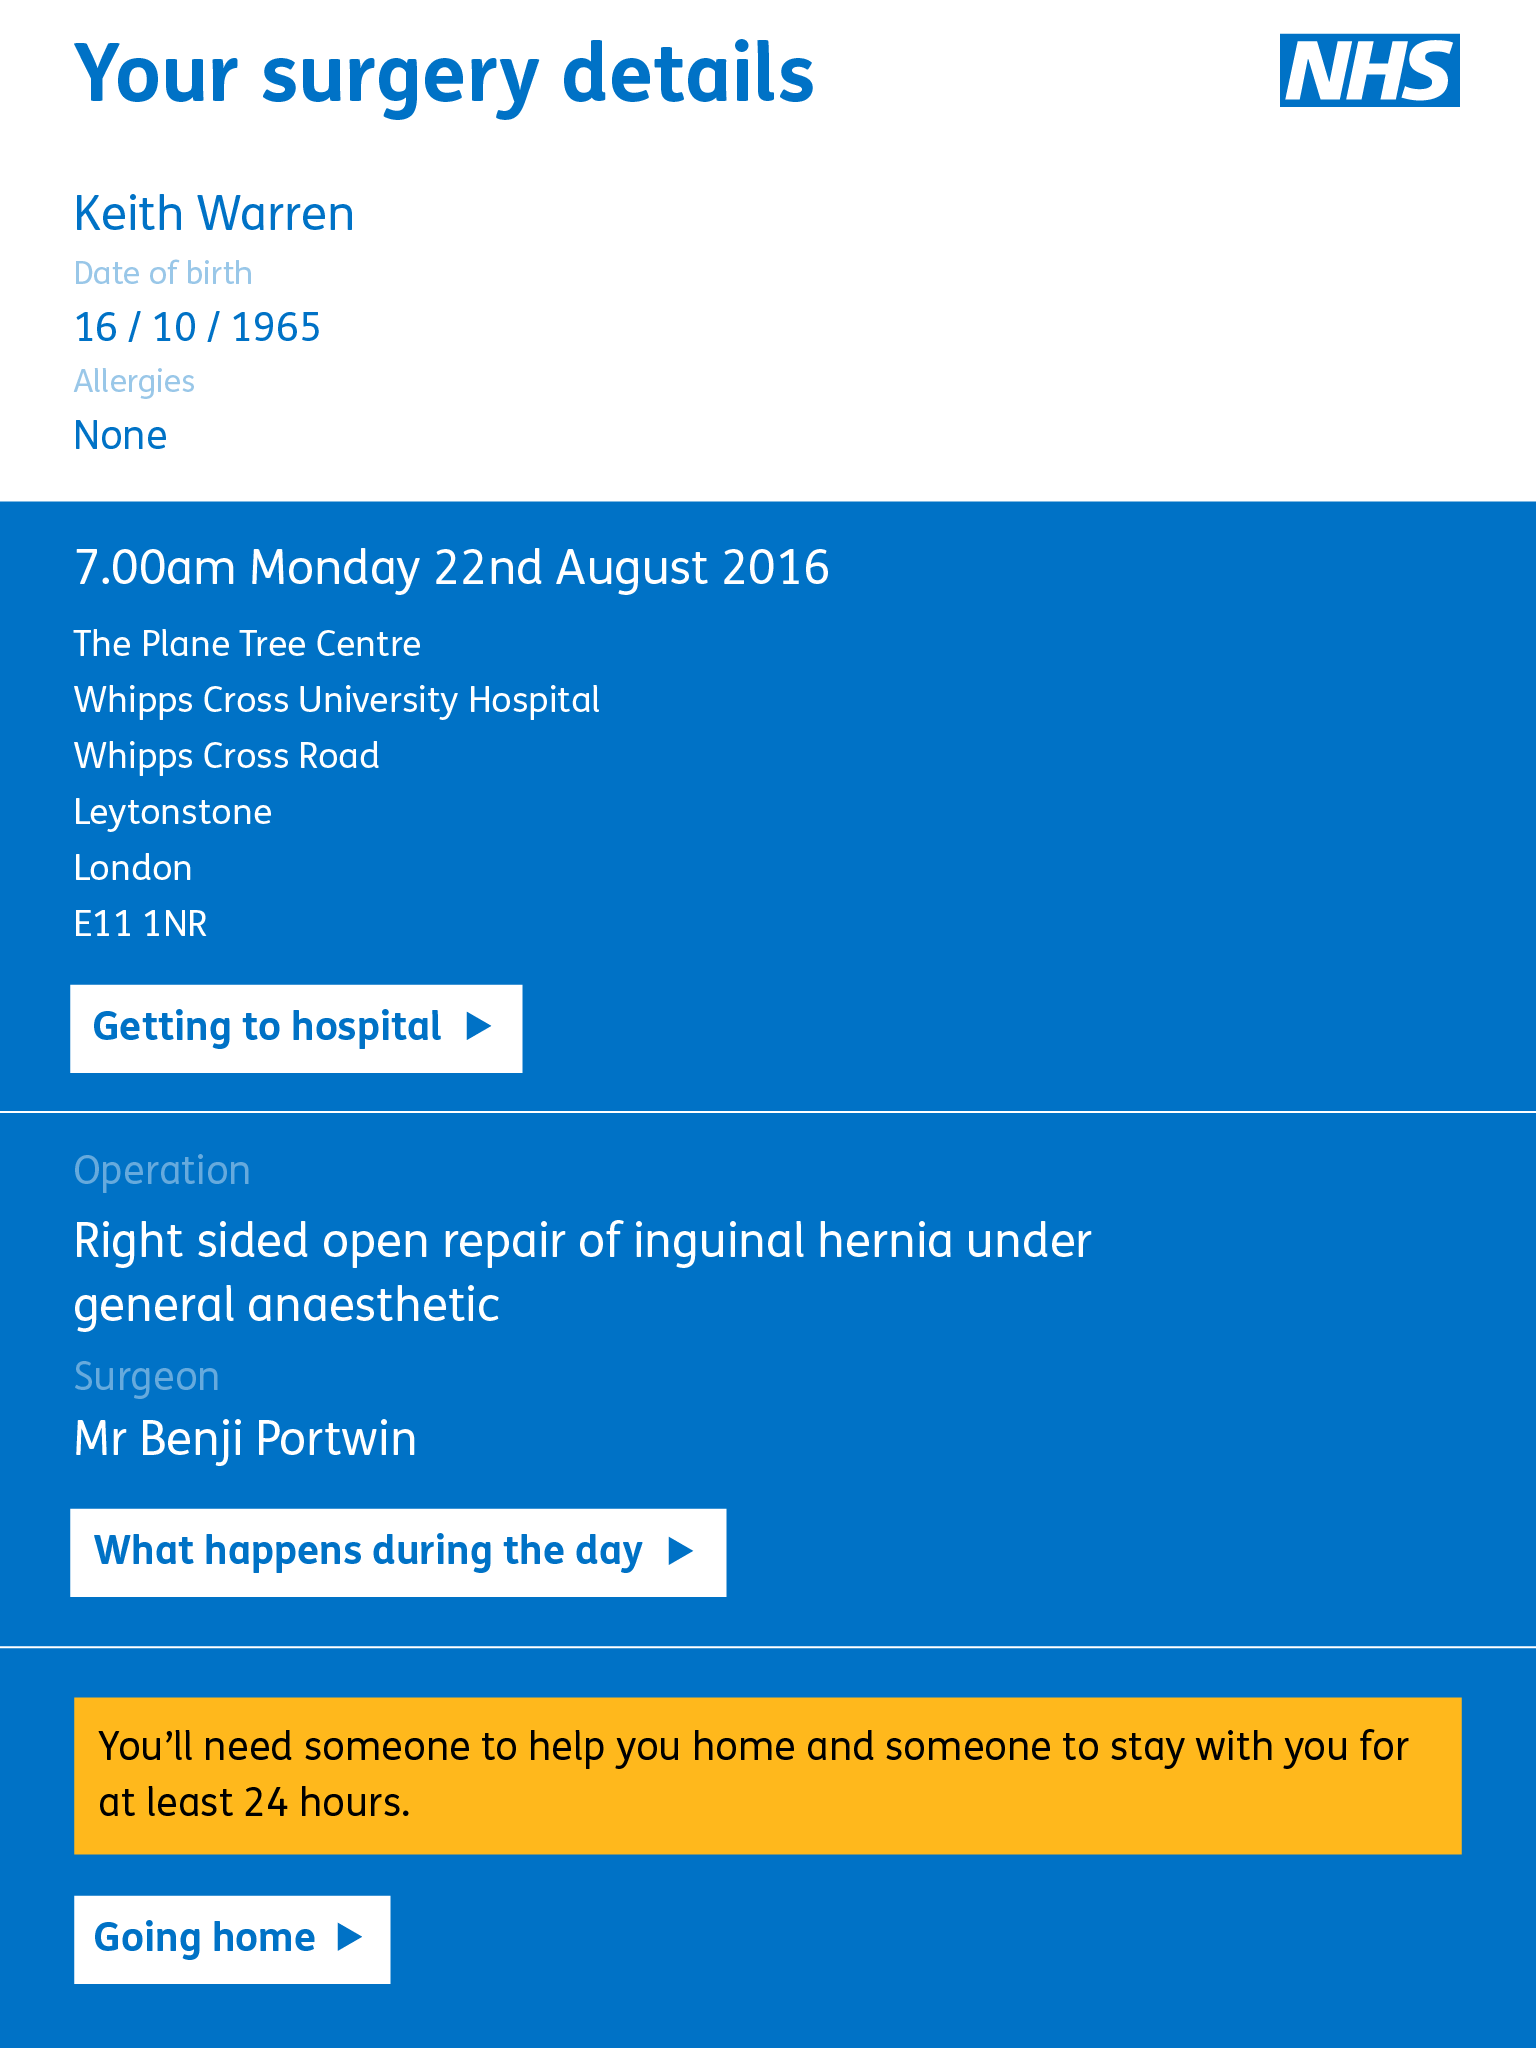 Your surgery details
NHS
Keith Warren
Date of birth
16 / 10 / 1965
Allergies
None
7.00am Monday 22nd August 2016
The Plane Tree Centre
Whipps Cross University Hospital
Whipps Cross Road
Leytonstone
London
E11 1NR
Getting to hospital
Operation
Right sided open repair of inguinal hernia under
general anaesthetic
Surgeon
Mr Benji Portwin
What happens during the day
You’ll need someone to help you home and someone to stay with you for
at least 24 hours.
Going home